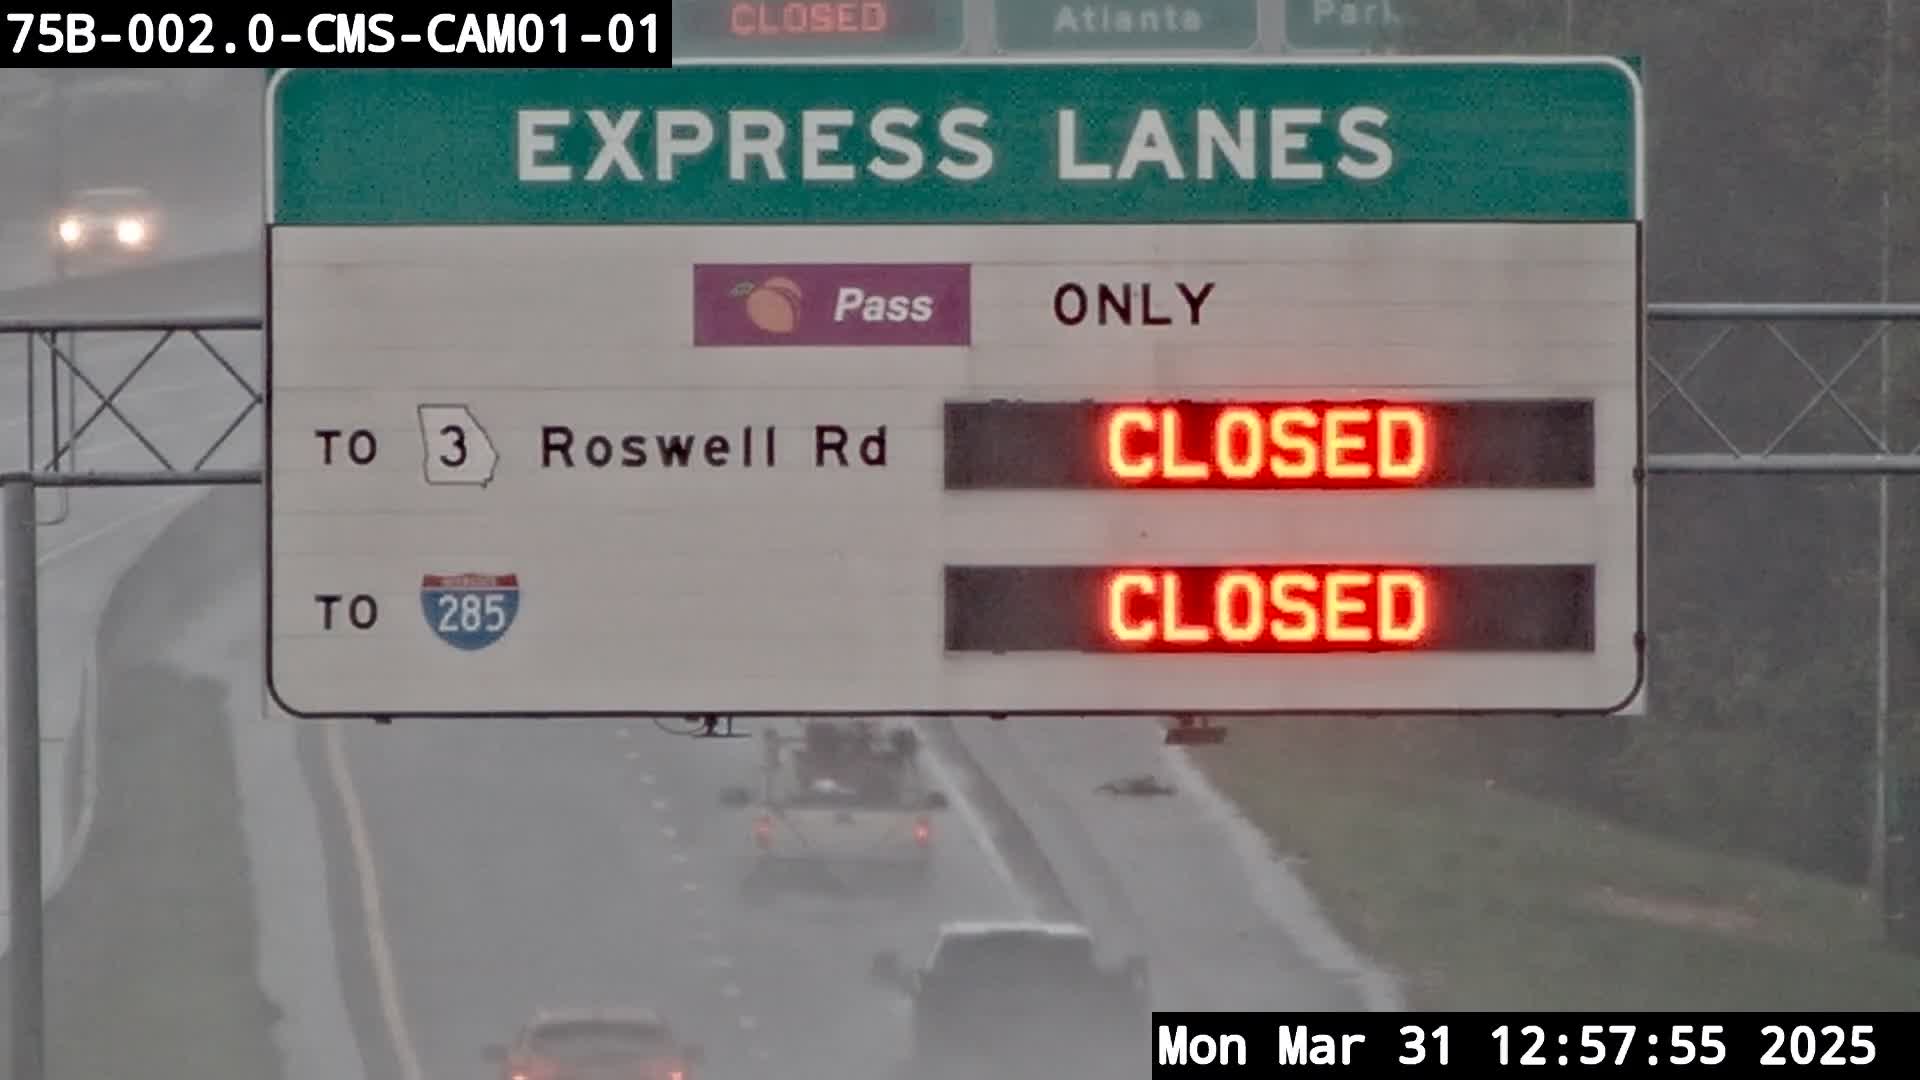 75B-002.0-CMS-CAM01-01
CLOSED
Atlanta
EXPRESS LANES
Pass ONLY
TO 3 Roswell Rd CLOSED
TO 285 CLOSED
Mon Mar 31 12:57:55 2025